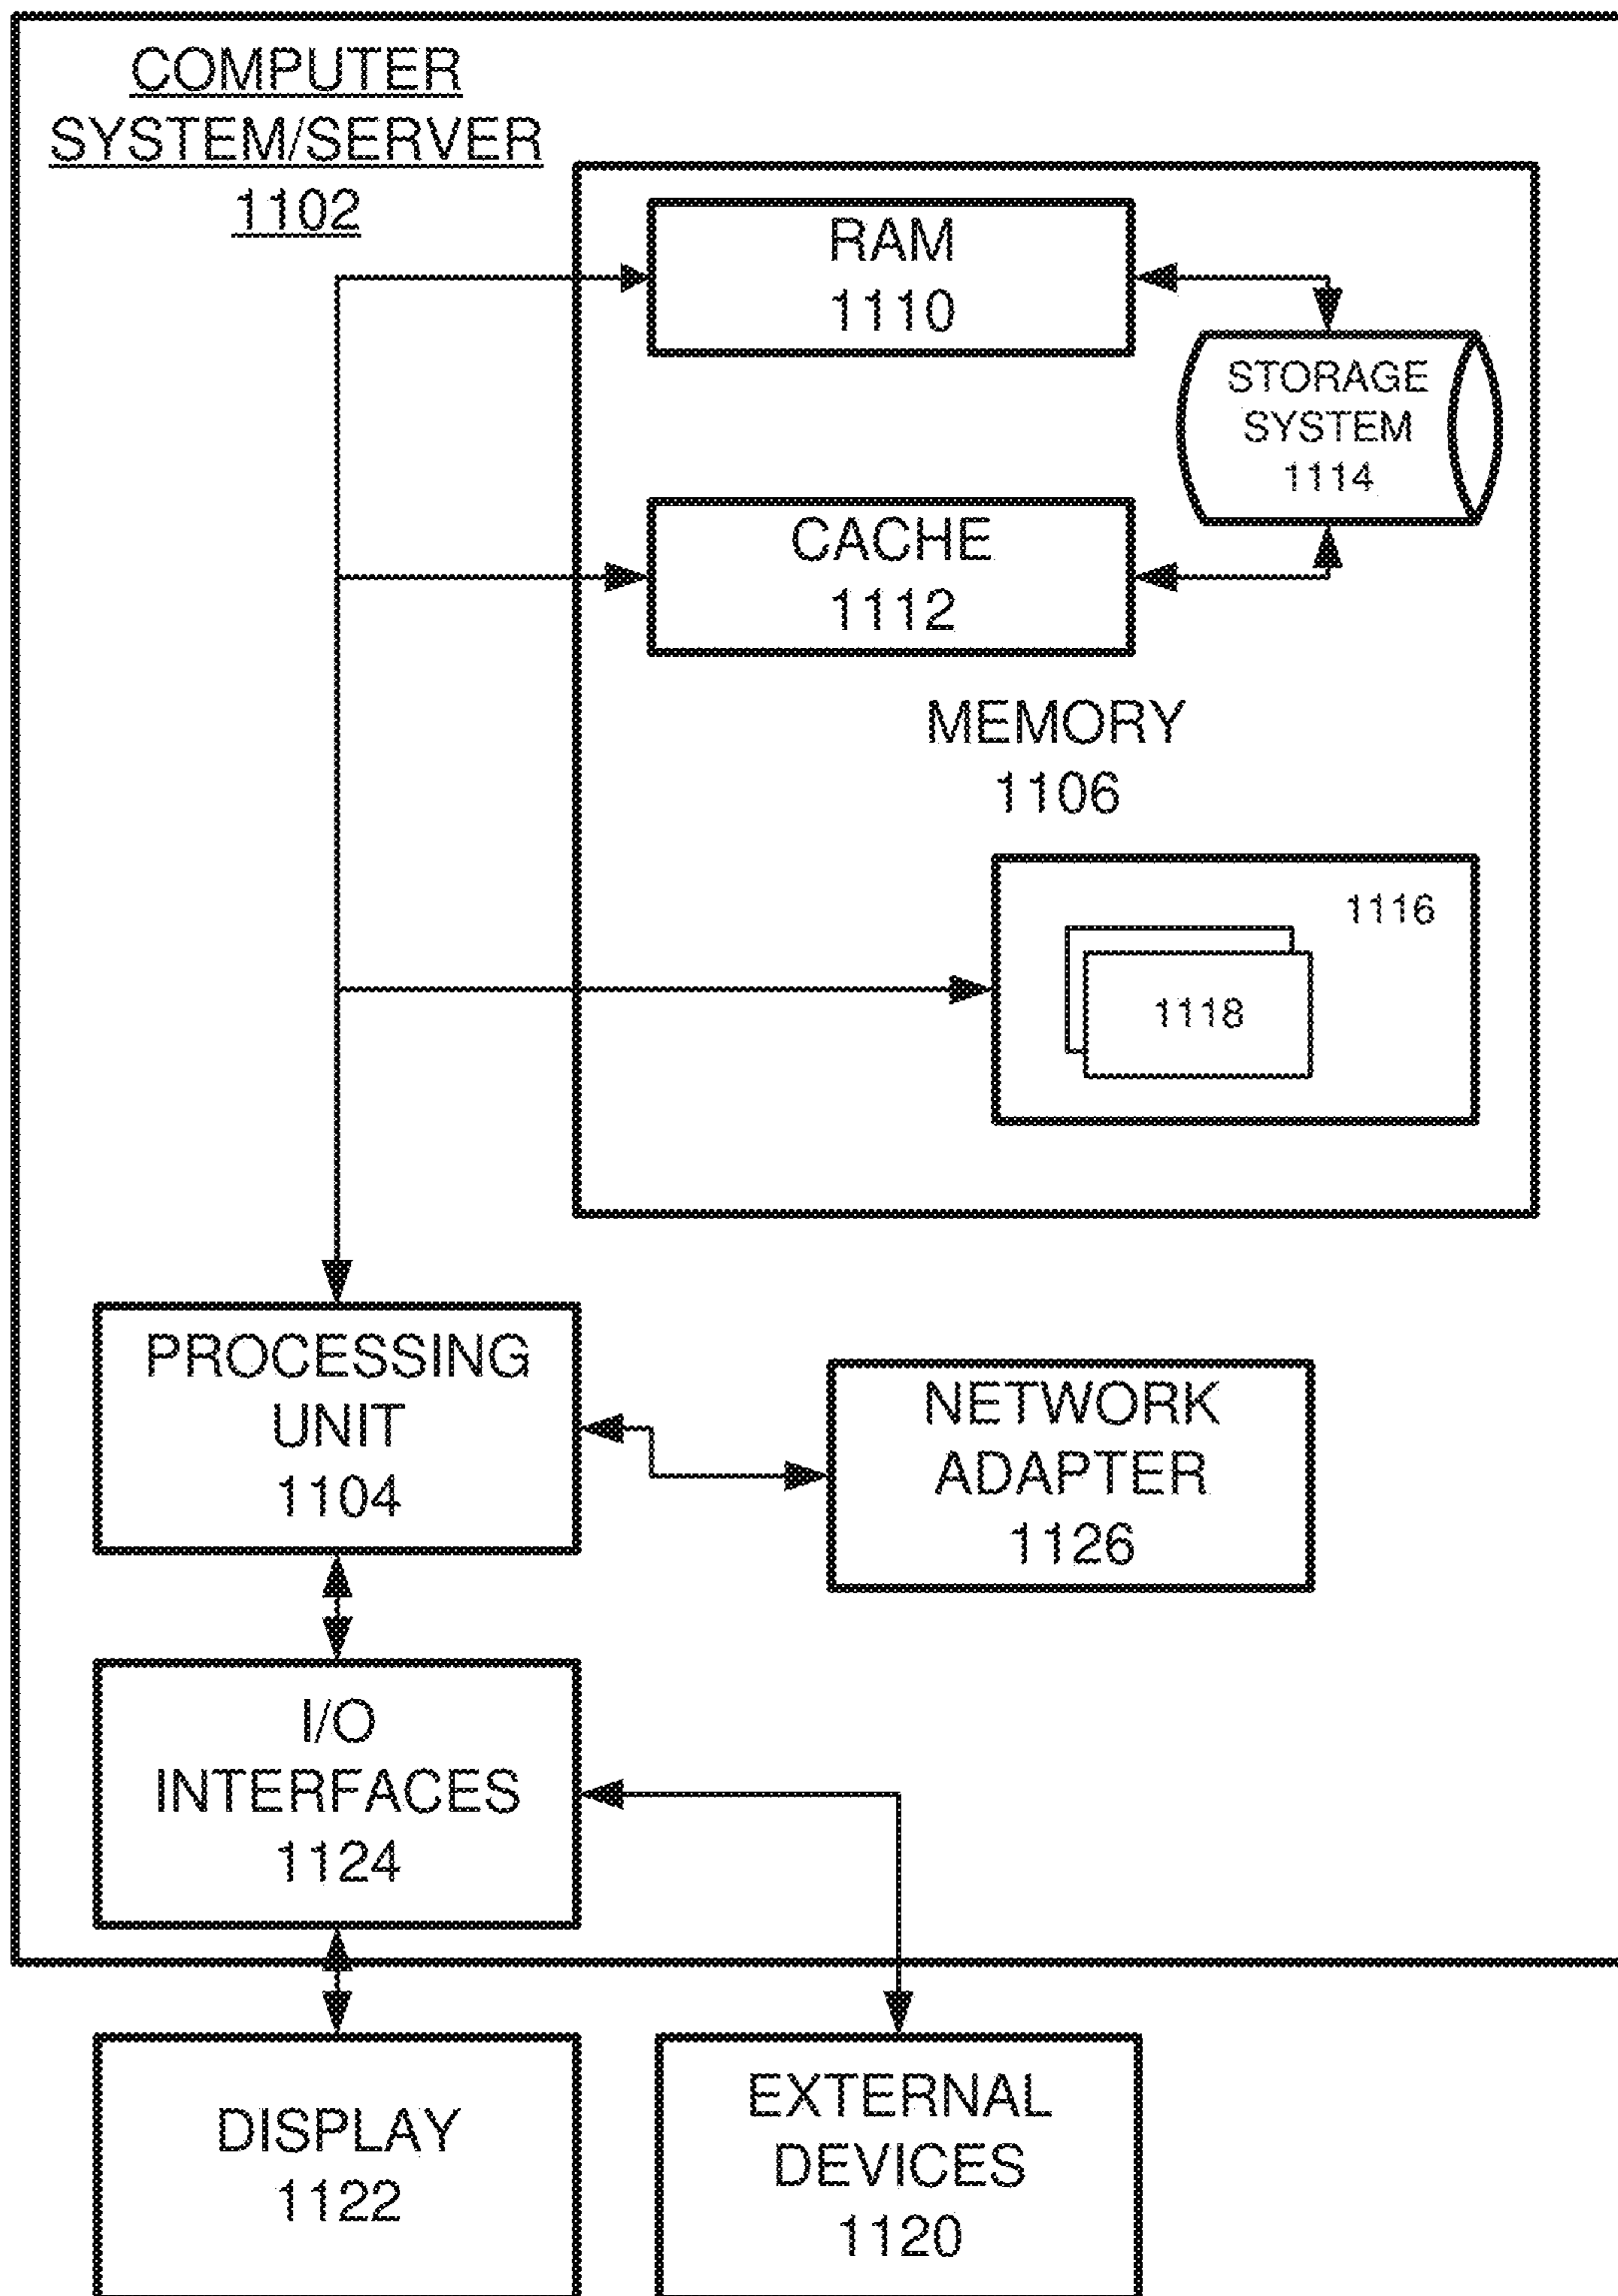 COMPUTER
SYSTEM/SERVER
1102
RAM
1110
STORAGE
SYSTEM
1114
CACHE
1112
MEMORY
1106
1116
1118
PROCESSING
UNIT
1104
NETWORK
ADAPTER
1126
I/O
INTERFACES
1124
DISPLAY
1122
EXTERNAL
DEVICES
1120